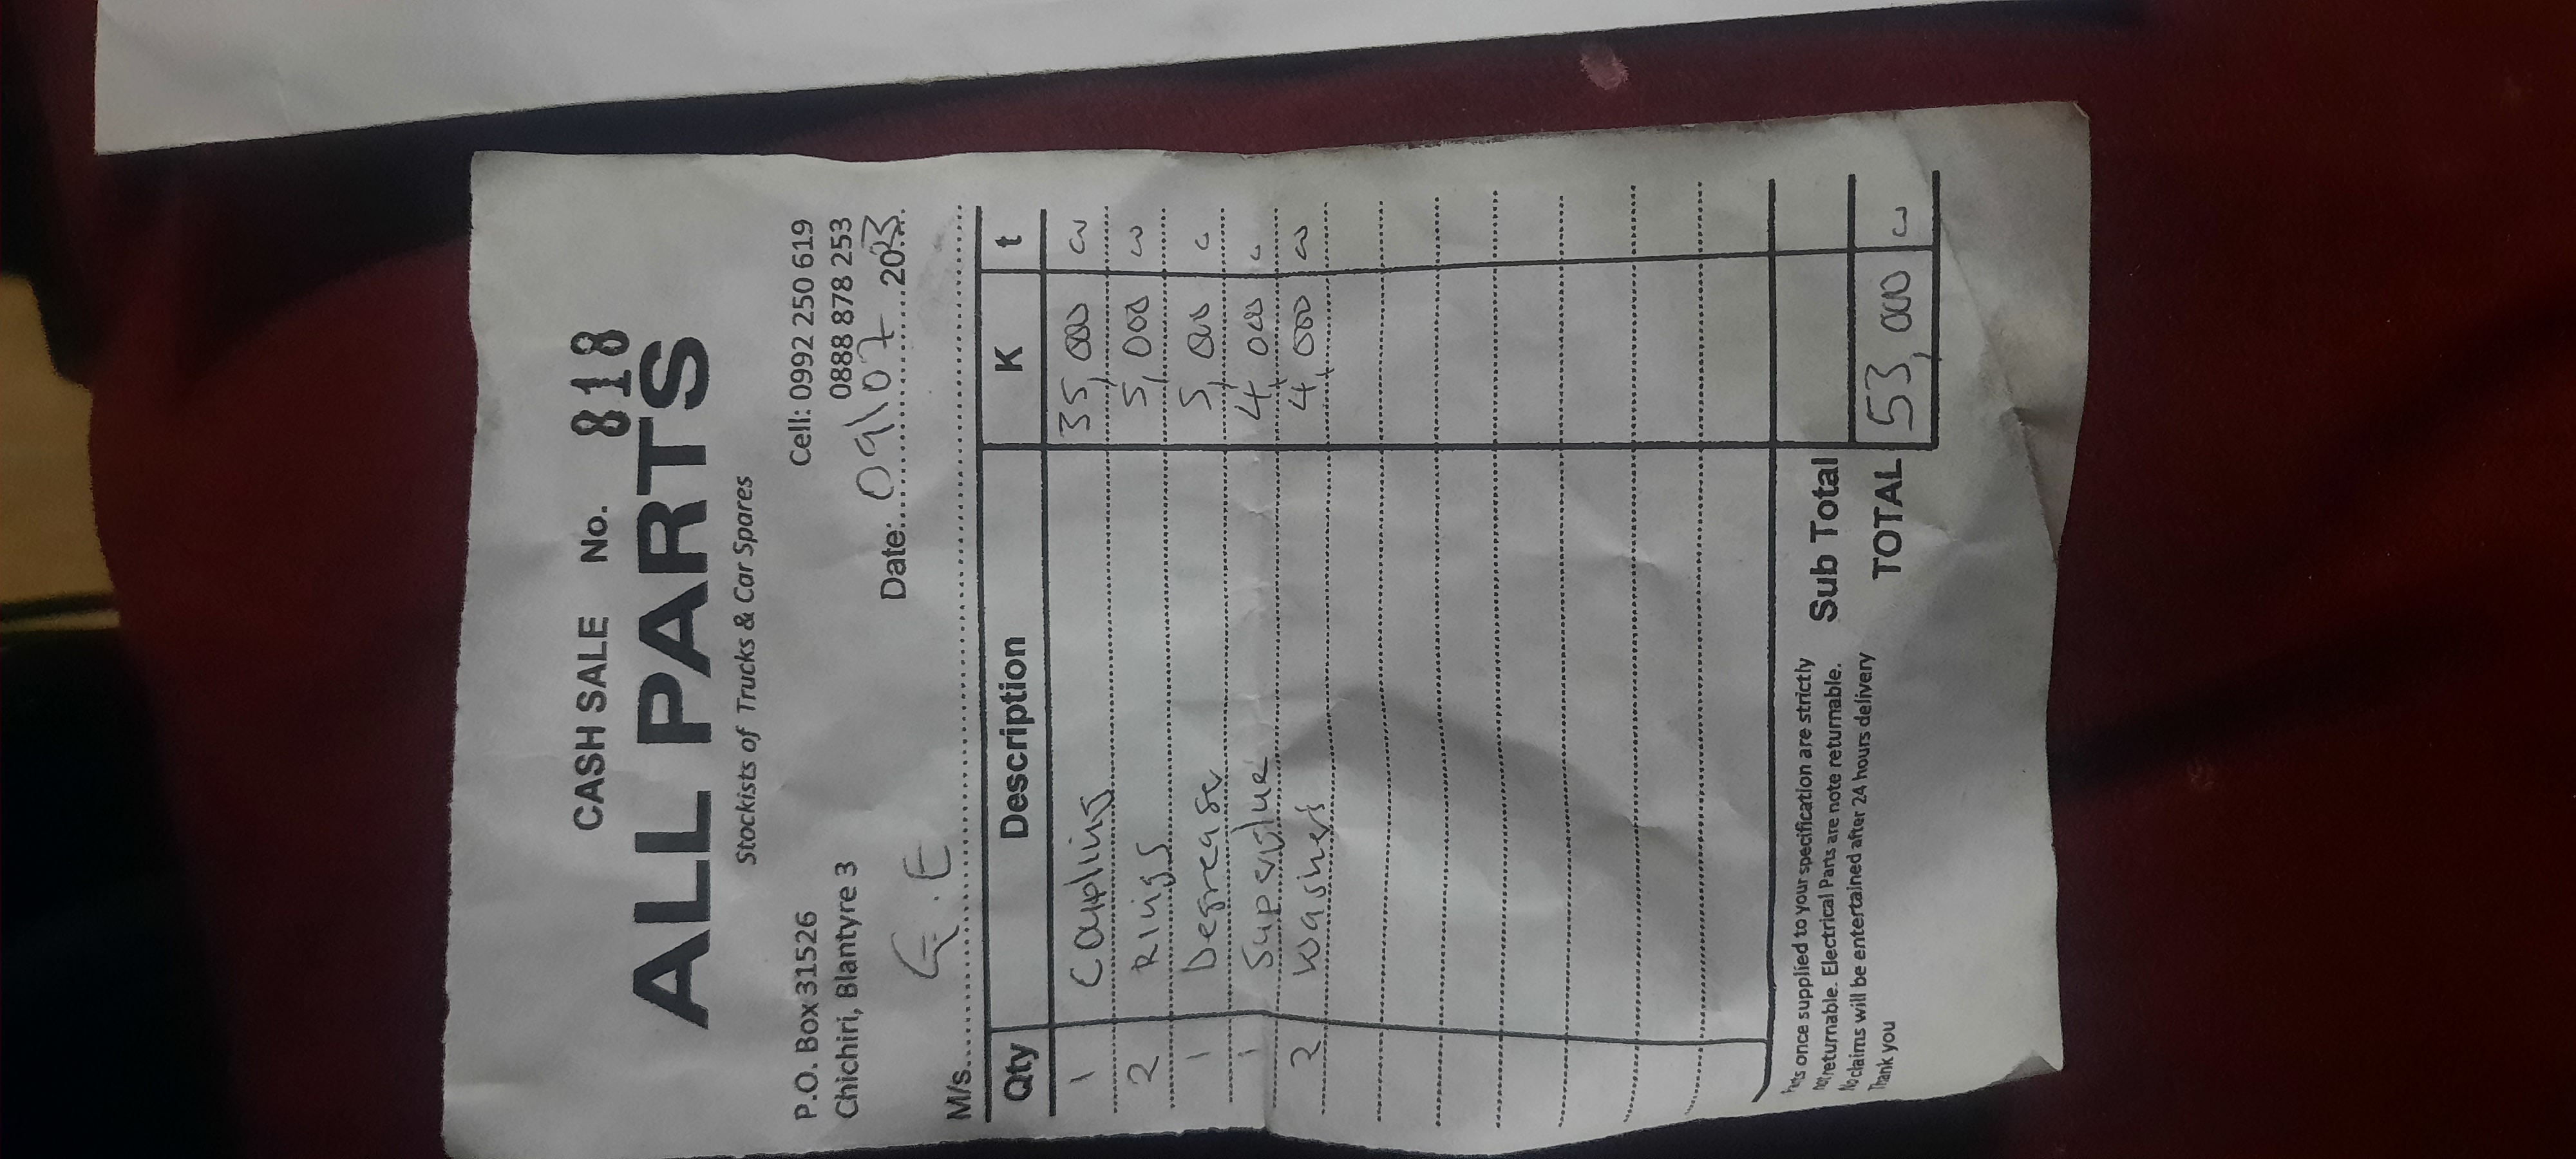 CASH SALE No. 818
ALL PARTS
Stockists of Trucks & Car Spares
P.O. Box 31526 Cell: 0992 250 619
Chichiri, Blantyre 3 0888 878 253
Date: 09\07 2023
M/s G.E
Qty Description K t
1 Coupling 35,000 00
2 Rings 5,000 00
1 Degreaser 5,000
1 Superglue 4,000
2 Washers 4,000 00
Parts once supplied to your specification are strictly
not returnable. Electrical Parts are note returnable.
No claims will be entertained after 24 hours delivery
Thank you
Sub Total
TOTAL 53,000 00